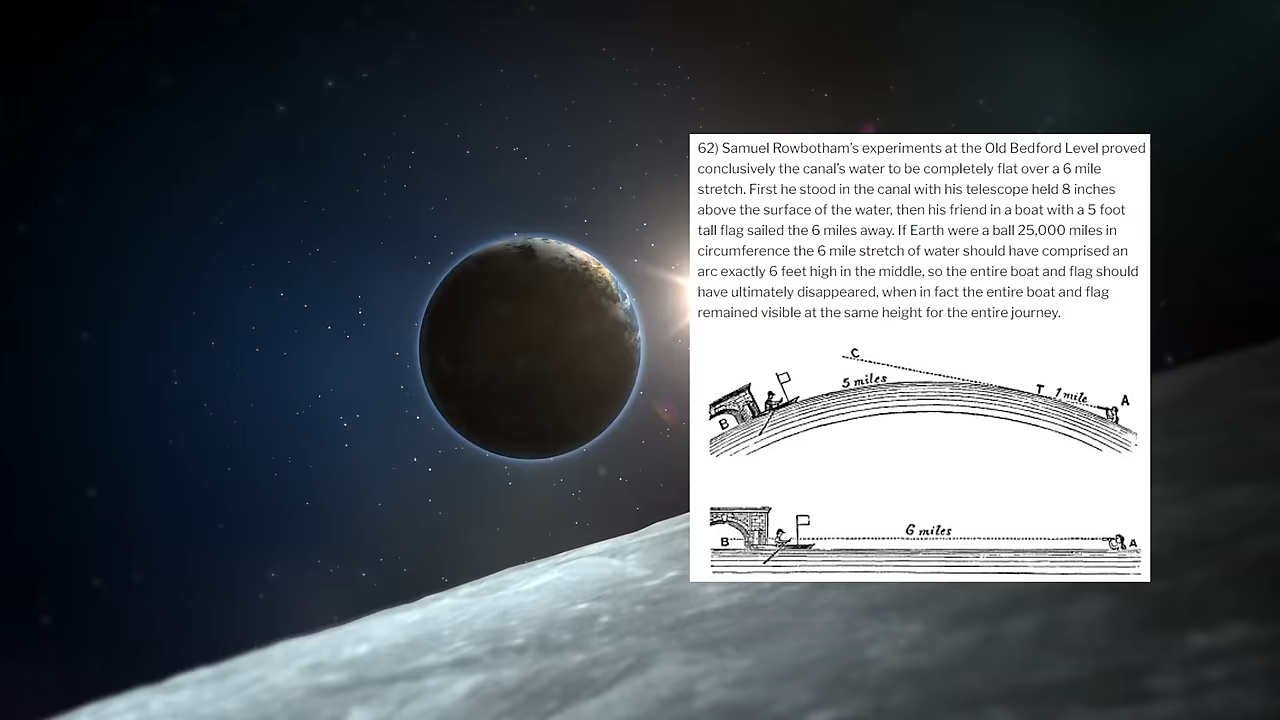 62) Samuel Rowbotham's experiments at the Old Bedford Level proved
conclusively the canal's water to be completely flat over a 6 mile
stretch. First he stood in the canal with his telescope held 8 inches
above the surface of the water, then his friend in a boat with a 5 foot
tall flag sailed the 6 miles away. If Earth were a ball 25,000 miles in
circumference the 6 mile stretch of water should have comprised an
arc exactly 6 feet high in the middle, so the entire boat and flag should
have ultimately disappeared, when in fact the entire boat and flag
remained visible at the same height for the entire journey.
C
5 miles
T 1 mile A
B
6 miles
B A